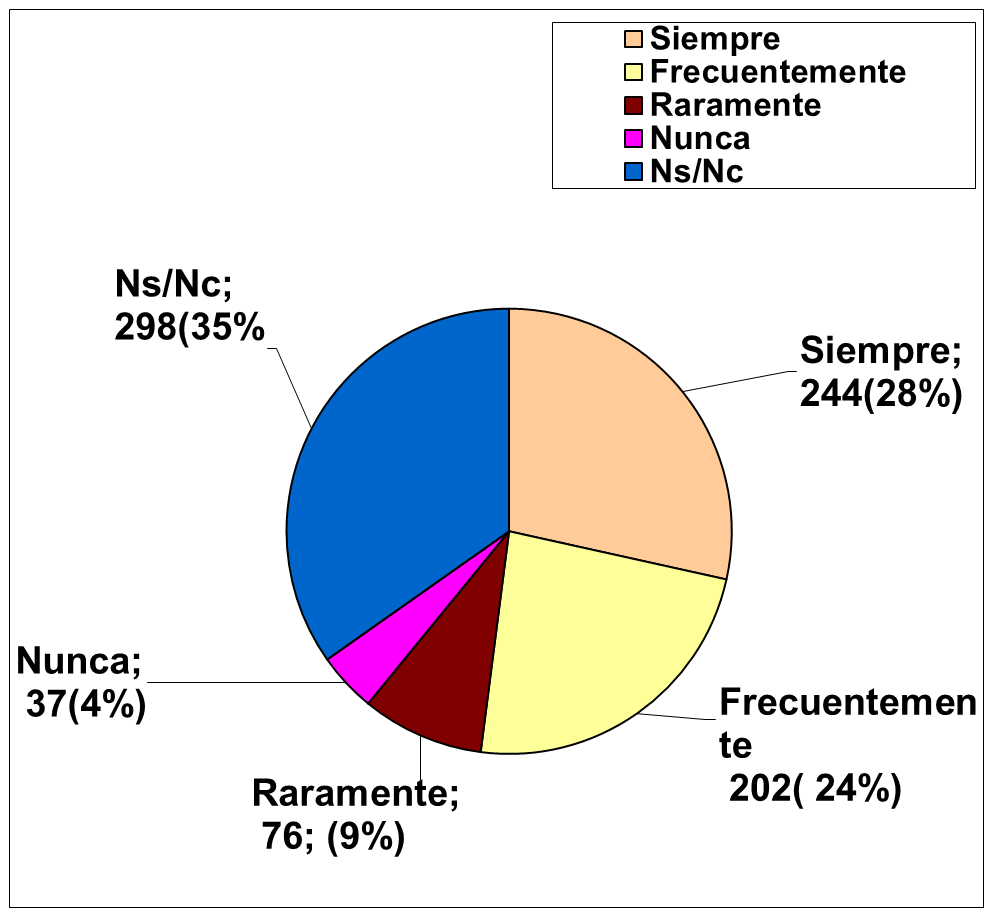 Siempre
Frecuentemente
Raramente
Nunca
Ns/Nc
Ns/Nc;
298(35%
Siempre;
244(28%)
Nunca;
37(4%)
Frecuentemen
te
202( 24%)
Raramente;
76; (9%)